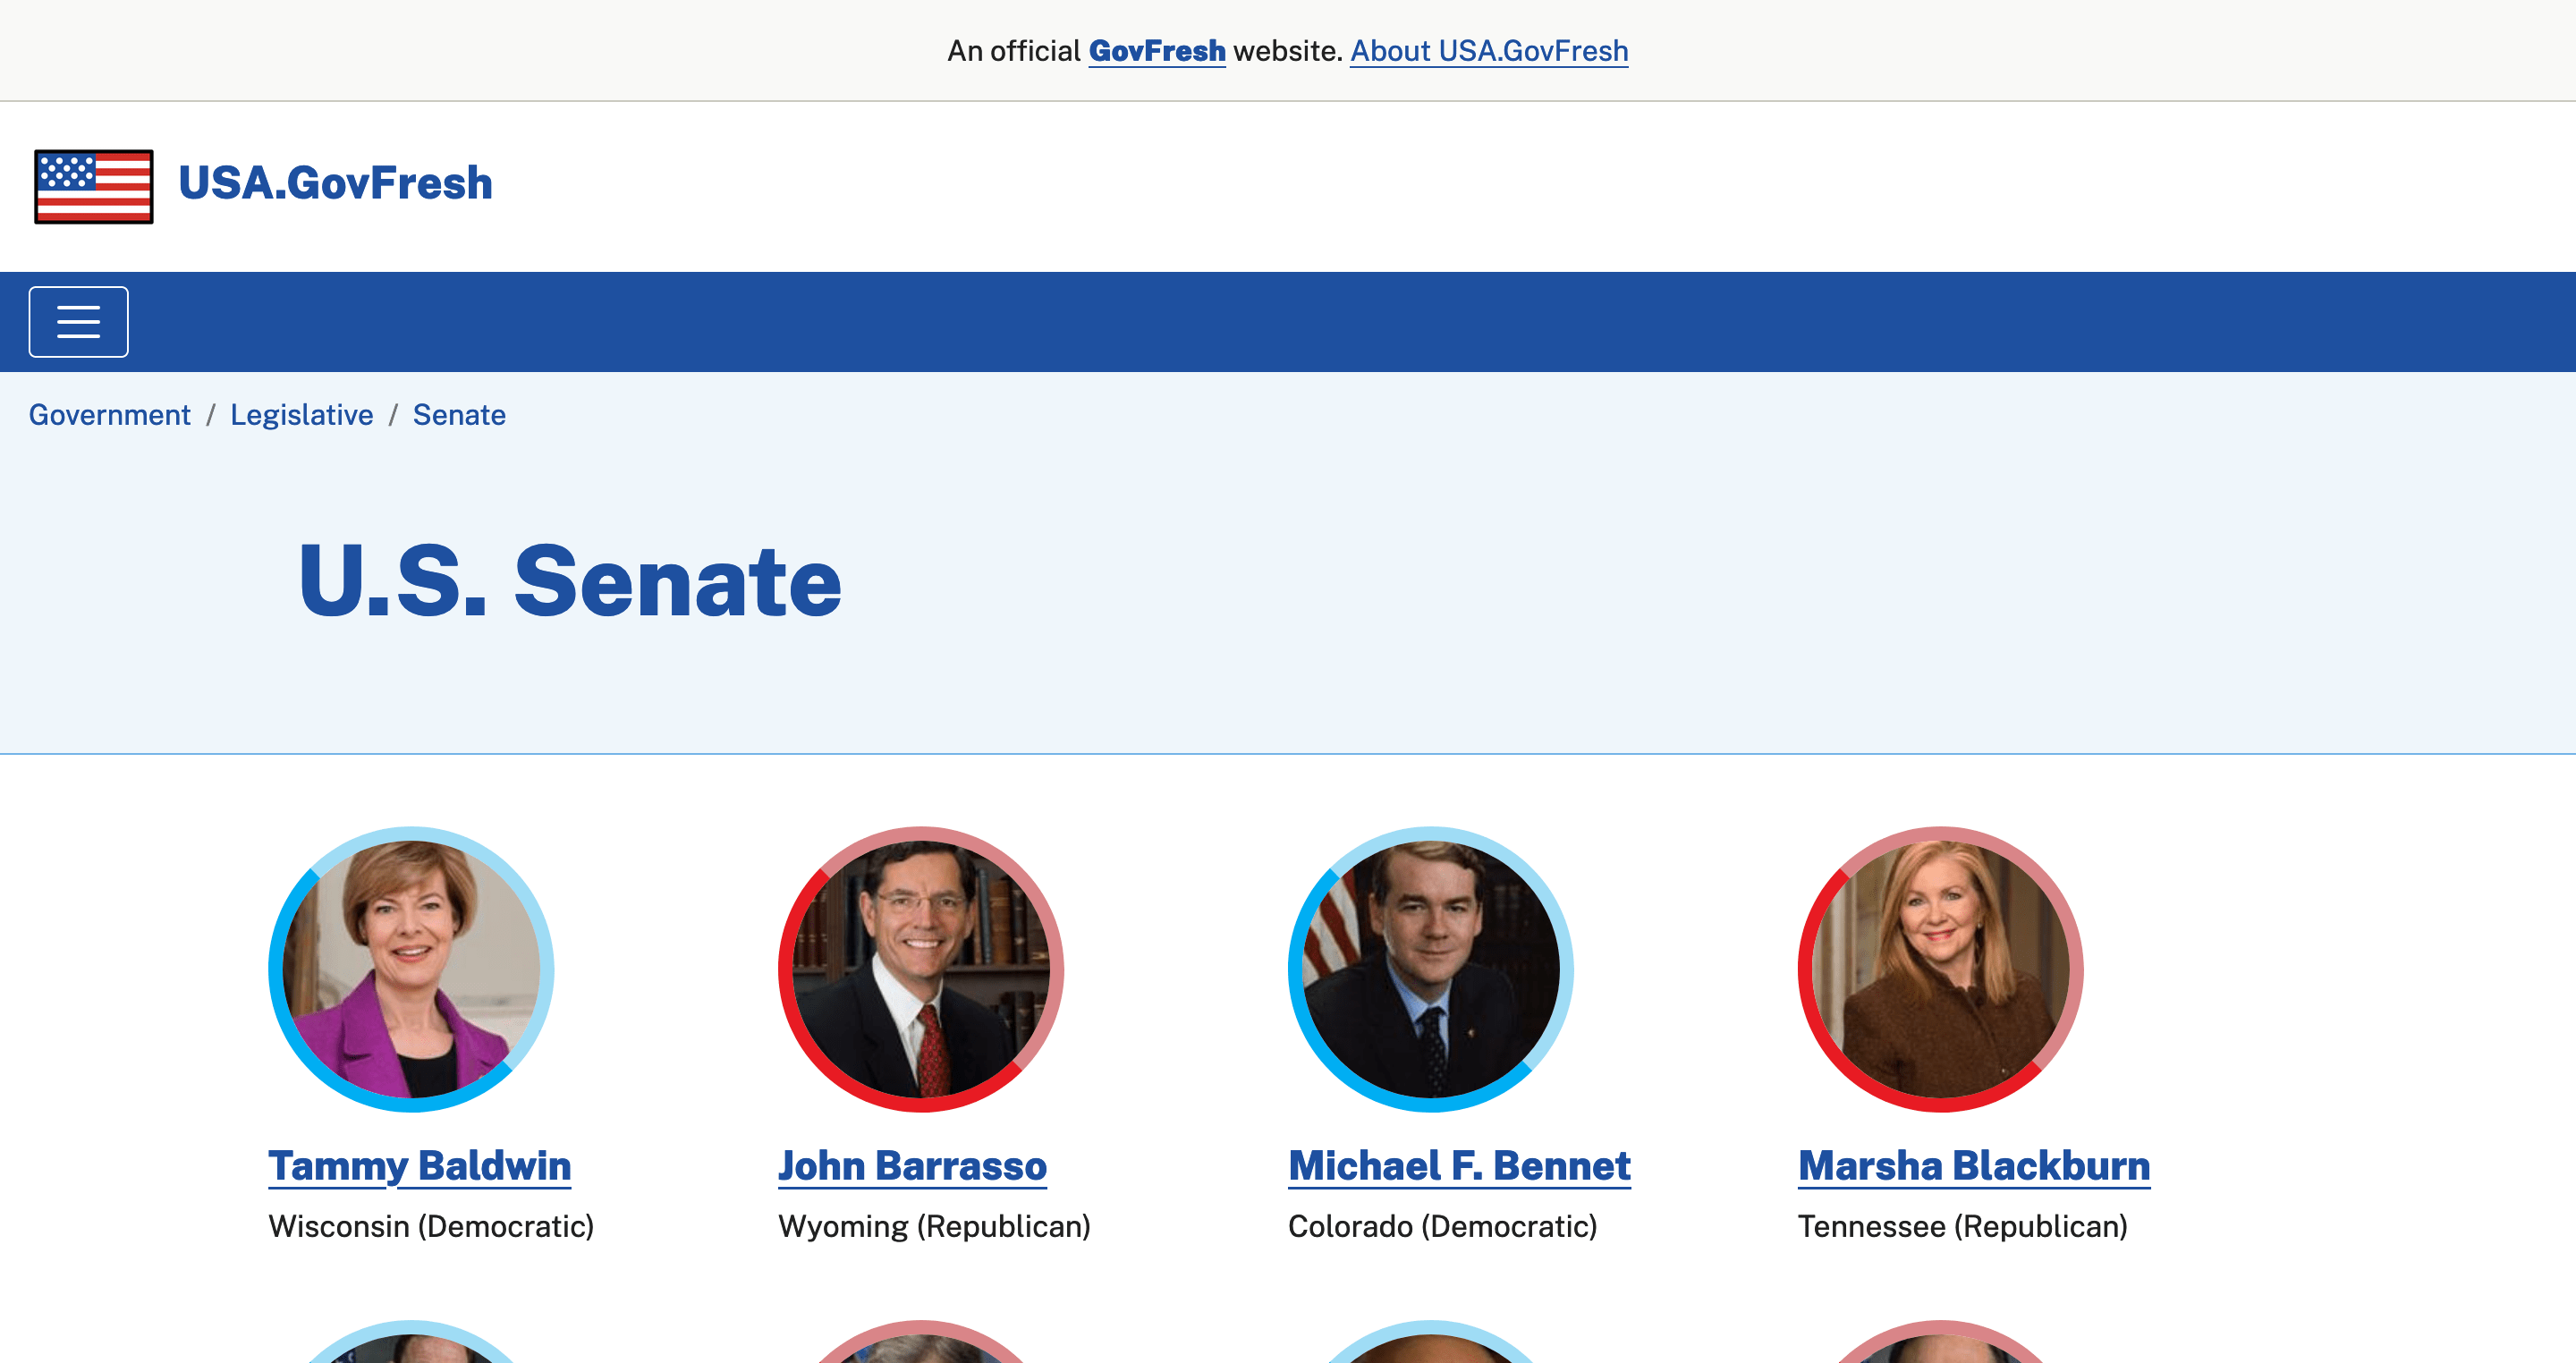 An official GovFresh website. About USA.GovFresh
USA.GovFresh
Government / Legislative / Senate
U.S. Senate
Tammy Baldwin
Wisconsin (Democratic)
John Barrasso
Wyoming (Republican)
Michael F. Bennet
Colorado (Democratic)
Marsha Blackburn
Tennessee (Republican)